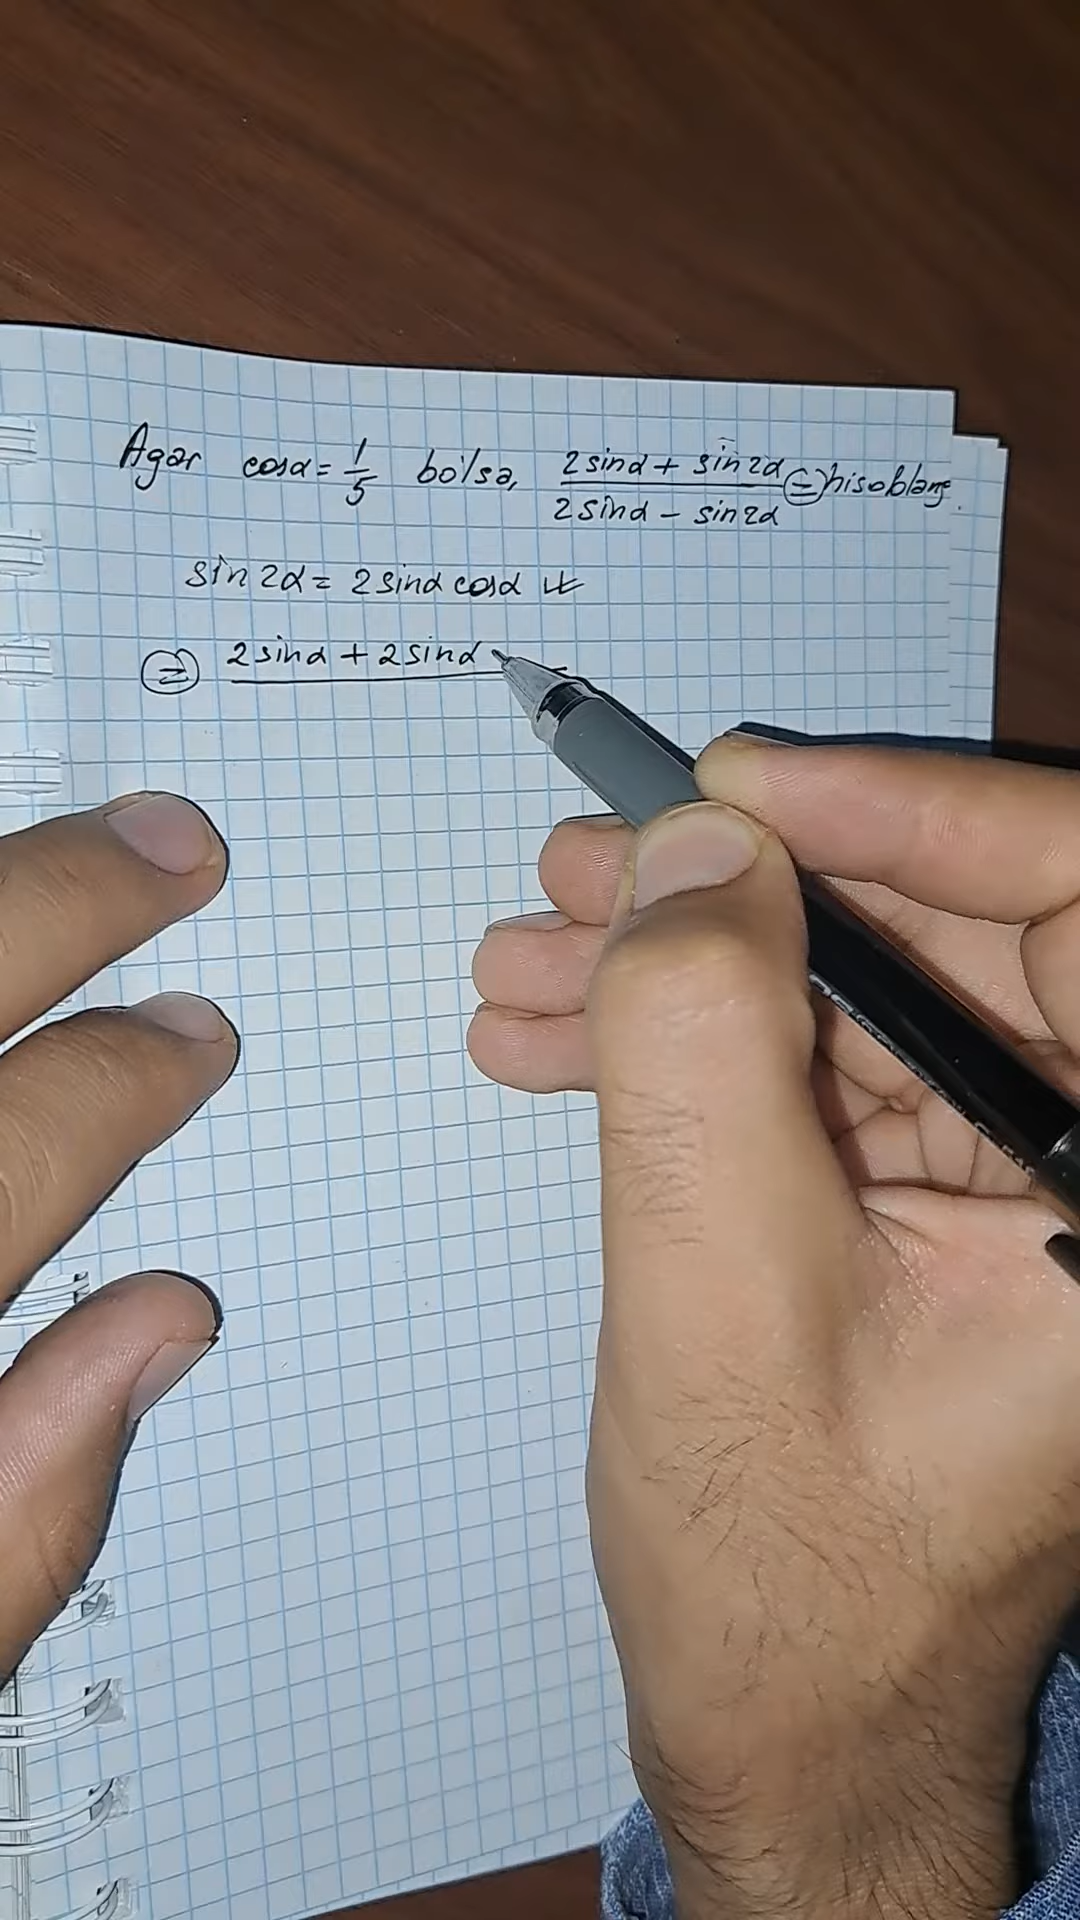 Agar cosα = 1/5 bo'lsa, (2sinα + sin2α)/(2sinα - sin2α) = hisoblang.
sin2α = 2sinα cosα
= 2sinα + 2sinα